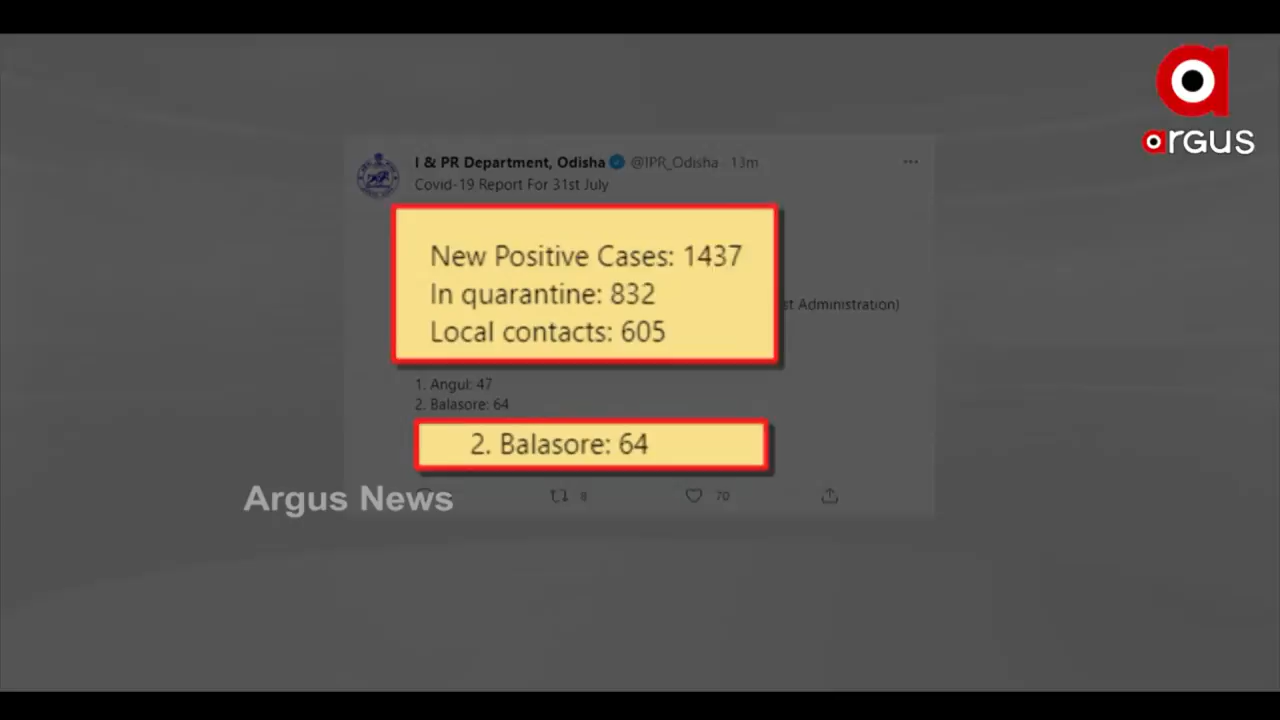 argus
I & PR Department, Odisha @IPR_Odisha · 13m
Covid-19 Report For 31st July
New Positive Cases: 1437
In quarantine: 832
st Administration)
Local contacts: 605
1. Angul: 47
2. Balasore: 64
2. Balasore: 64
Argus News
8
70